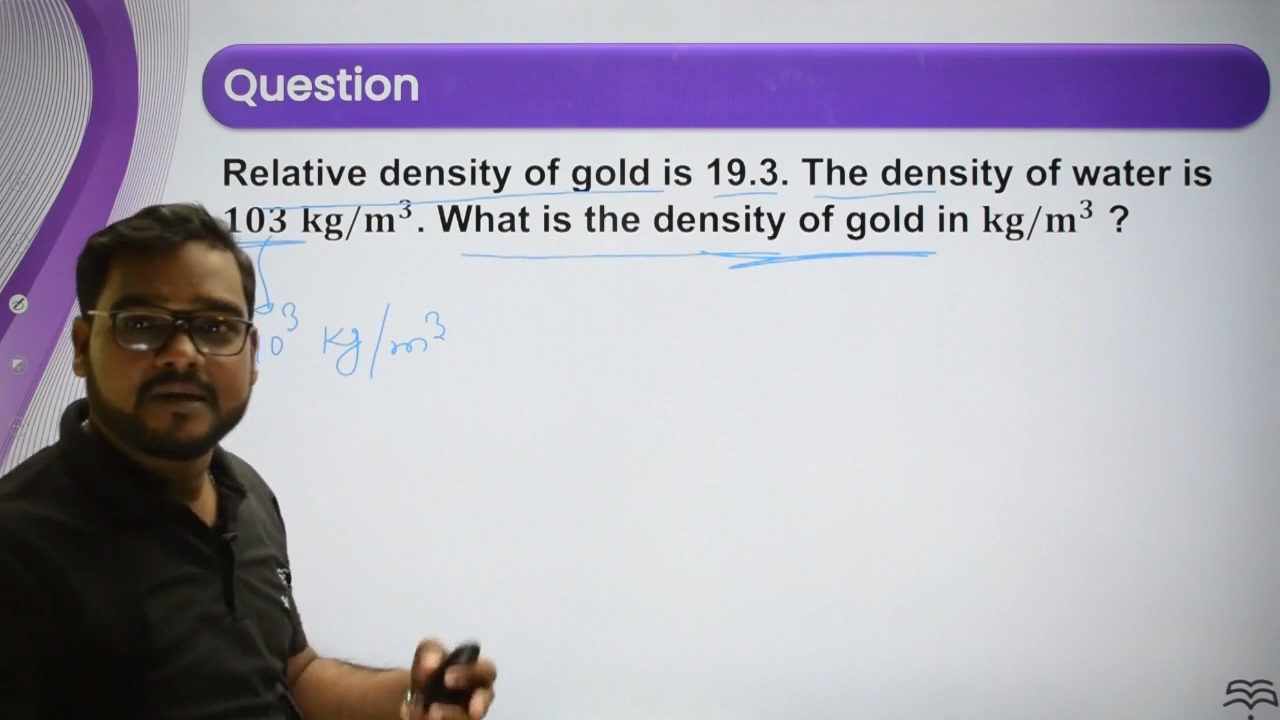 Question
Relative density of gold is 19.3. The density of water is
103 kg/m³. What is the density of gold in kg/m³ ?
10³ kg/m³